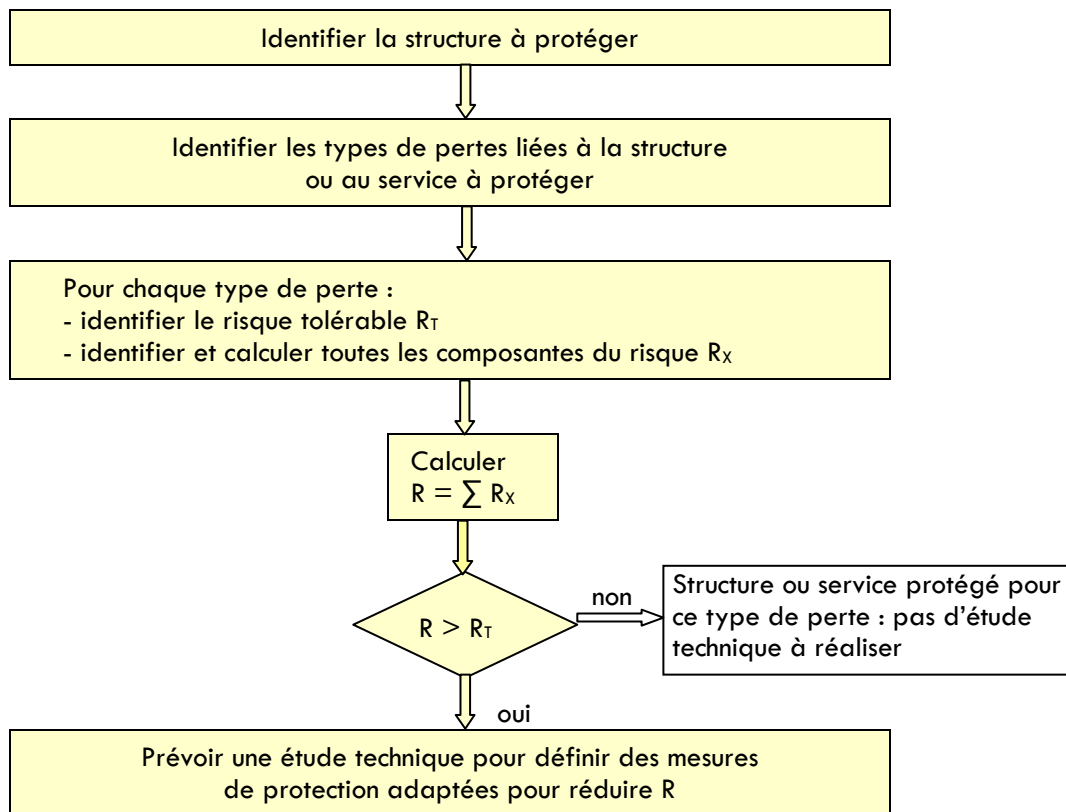 Identifier la structure à protéger
Identifier les types de pertes liées à la structure
ou au service à protéger
Pour chaque type de perte :
- identifier le risque tolérable RT
- identifier et calculer toutes les composantes du risque RX
Calculer
R = ∑ RX
R > RT
non
Structure ou service protégé pour
ce type de perte : pas d’étude
technique à réaliser
oui
Prévoir une étude technique pour définir des mesures
de protection adaptées pour réduire R